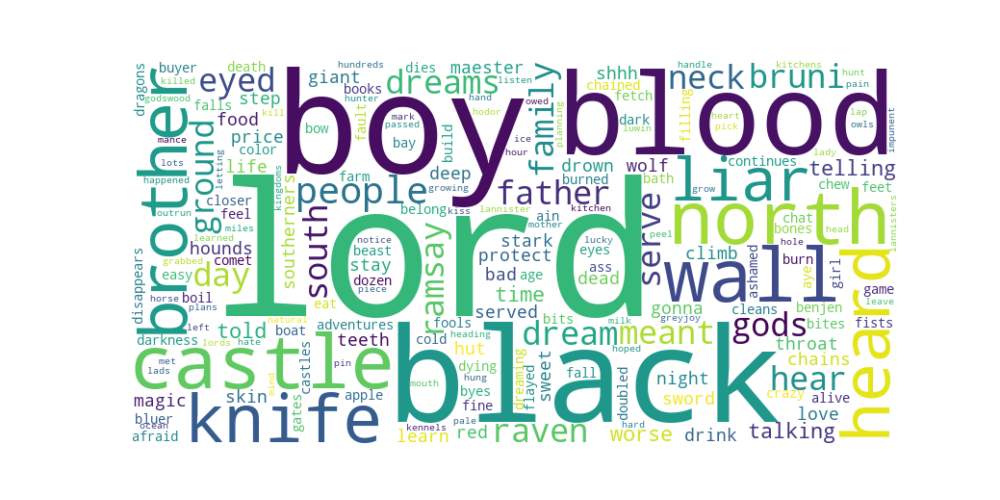 lord
boy
blood
black
castle
knife
wall
north
brother
heard
liar
people
father
dream
dreams
raven
gods
south
family
bruni
neck
eyed
day
ground
meant
hear
ramsay
serve
time
telling
talking
worse
told
giant
maester
shhh
buyer
death
dies
hundreds
handle
kitchens
hunt
pain
dragons
killed
godswood
step
books
listen
chained
fetch
falls
food
kill
hunter
mark
passed
hand
hodor
owed
planning
dark
luwin
heart
pick
filling
lap
owls
impunent
mance
price
color
bow
fault
bay
build
ice
hour
lots
life
farm
deep
growing
drown
burned
wolf
bath
lady
continues
happened
letting
kingdoms
closer
feel
belong
kiss
lannister
ain
mother
kitchen
grow
chew
feet
outrun
miles
learned
southerners
notice
beast
stay
dozen
piece
lucky
eyes
ass
stark
protect
bad
age
dead
peel
chat
bones
head
lannisters
hounds
comet
grabbed
easy
climb
hole
burn
ashamed
aye
girl
game
leave
disappears
horse
plans
boil
eat
served
gonna
cleans
benjen
bites
fists
darkness
left
lords
hate
natural
boat
adventures
teeth
fools
cold
heading
hut
bits
milk
greyjoy
hoped
throat
chains
met
lads
skin
mind
castles
pin
apple
dying
hung
sweet
dreaming
flayed
fall
doubled
night
sword
crazy
alive
love
magic
bluer
ocean
afraid
gates
mouth
byes
fine
pale
kennels
learn
red
hard
drink